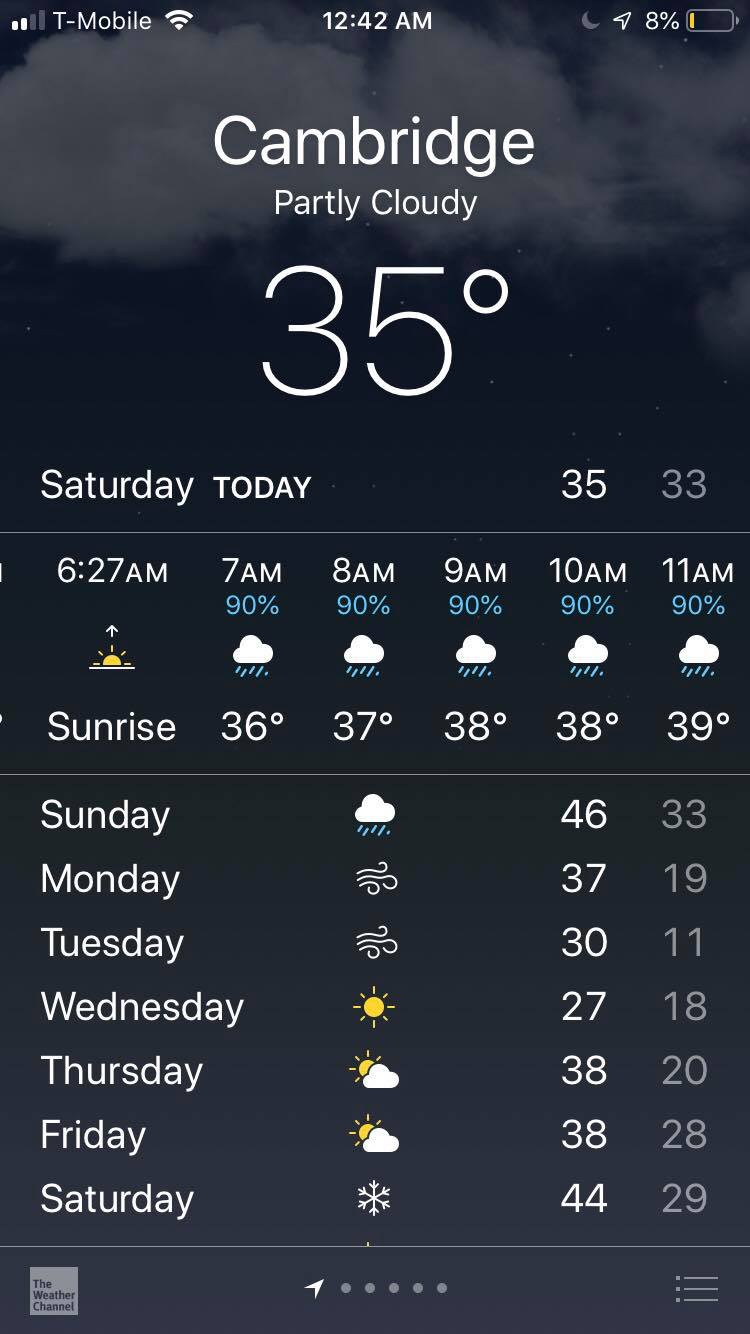 T-Mobile 12:42 AM 8%
Cambridge
Partly Cloudy
35°
Saturday TODAY 35 33
6:27AM 7AM 8AM 9AM 10AM 11AM
90% 90% 90% 90% 90%
Sunrise 36° 37° 38° 38° 39°
Sunday 46 33
Monday 37 19
Tuesday 30 11
Wednesday 27 18
Thursday 38 20
Friday 38 28
Saturday 44 29
The
Weather
Channel